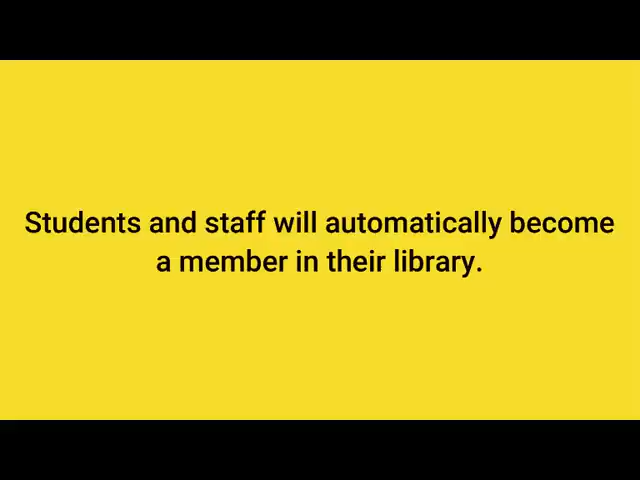 Students and staff will automatically become
a member in their library.